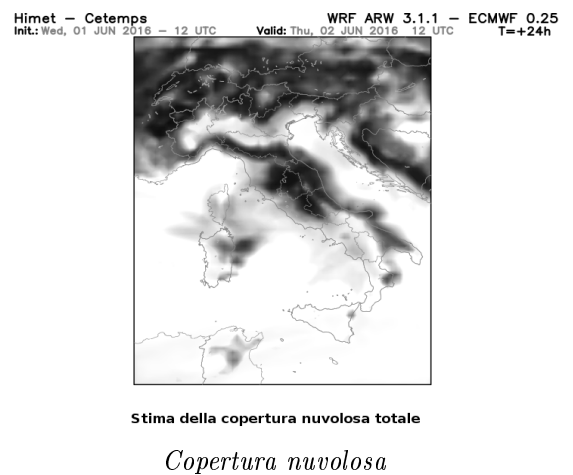 Himet – Cetemps WRF ARW 3.1.1 – ECMWF 0.25
Init.: Wed, 01 JUN 2016 – 12 UTC Valid: Thu, 02 JUN 2016 12 UTC T=+24h
Stima della copertura nuvolosa totale
Copertura nuvolosa